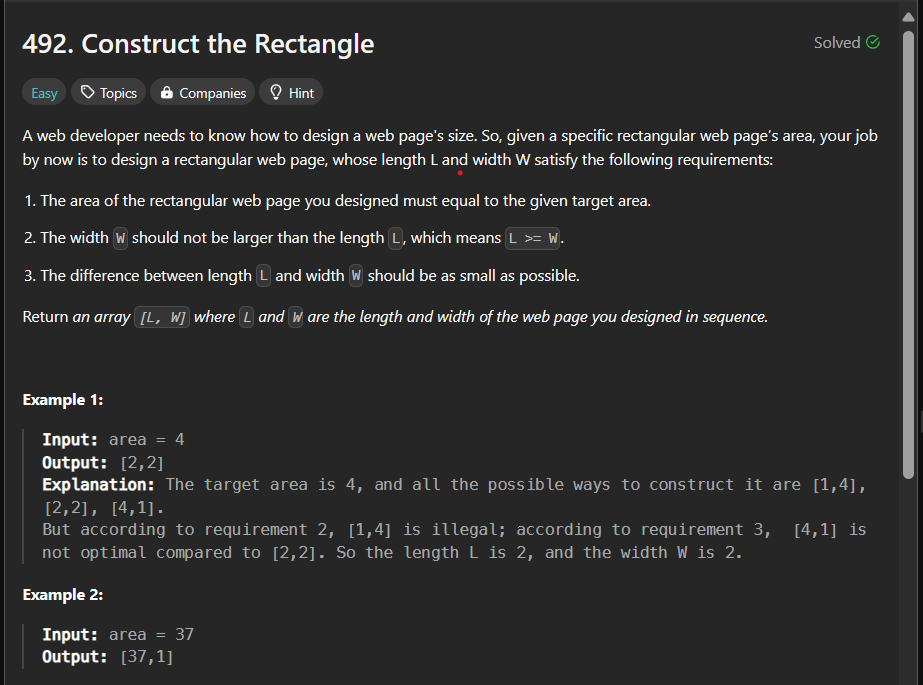 492. Construct the Rectangle
Solved
Easy Topics Companies Hint
A web developer needs to know how to design a web page's size. So, given a specific rectangular web page’s area, your job
by now is to design a rectangular web page, whose length L and width W satisfy the following requirements:
1. The area of the rectangular web page you designed must equal to the given target area.
2. The width W should not be larger than the length L, which means L >= W.
3. The difference between length L and width W should be as small as possible.
Return an array [L, W] where L and W are the length and width of the web page you designed in sequence.
Example 1:
Input: area = 4
Output: [2,2]
Explanation: The target area is 4, and all the possible ways to construct it are [1,4],
[2,2], [4,1].
But according to requirement 2, [1,4] is illegal; according to requirement 3,  [4,1] is
not optimal compared to [2,2]. So the length L is 2, and the width W is 2.
Example 2:
Input: area = 37
Output: [37,1]